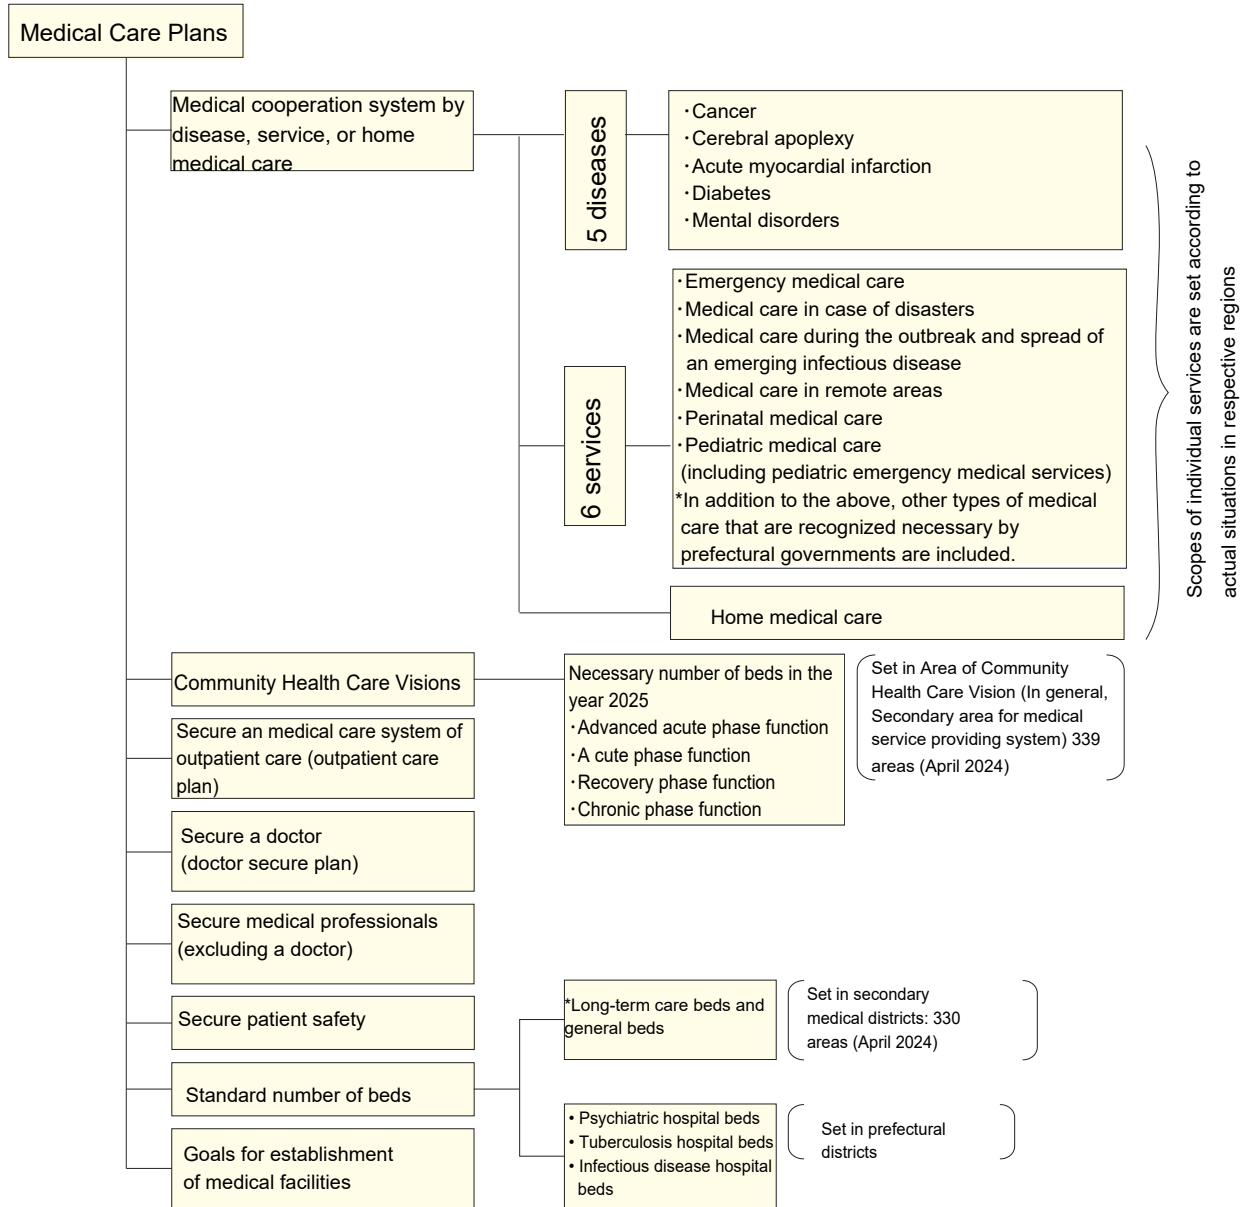 Medical Care Plans
Medical cooperation system by
disease, service, or home
medical care
5 diseases
・Cancer
・Cerebral apoplexy
・Acute myocardial infarction
・Diabetes
・Mental disorders
6 services
・Emergency medical care
・Medical care in case of disasters
・Medical care during the outbreak and spread of
an emerging infectious disease
・Medical care in remote areas
・Perinatal medical care
・Pediatric medical care
(including pediatric emergency medical services)
*In addition to the above, other types of medical
care that are recognized necessary by
prefectural governments are included.
Home medical care
Scopes of individual services are set according to
actual situations in respective regions
Community Health Care Visions
Necessary number of beds in the
year 2025
・Advanced acute phase function
・A cute phase function
・Recovery phase function
・Chronic phase function
Set in Area of Community
Health Care Vision (In general,
Secondary area for medical
service providing system) 339
areas (April 2024)
Secure an medical care system of
outpatient care (outpatient care
plan)
Secure a doctor
(doctor secure plan)
Secure medical professionals
(excluding a doctor)
Secure patient safety
Standard number of beds
*Long-term care beds and
general beds
Set in secondary
medical districts: 330
areas (April 2024)
• Psychiatric hospital beds
• Tuberculosis hospital beds
• Infectious disease hospital
beds
Set in prefectural
districts
Goals for establishment
of medical facilities